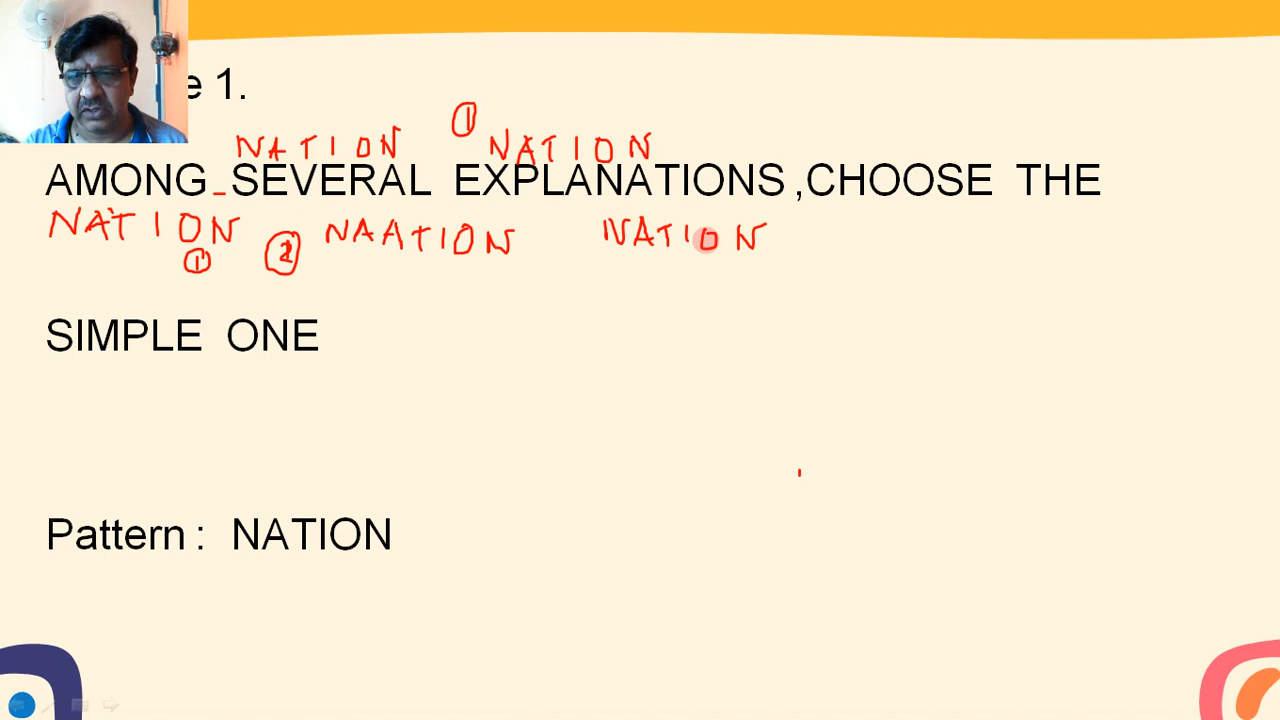 e 1.
NATION ① NATION
AMONG SEVERAL EXPLANATIONS ,CHOOSE THE
NATION NAATION NATION
① ②
SIMPLE ONE
Pattern : NATION